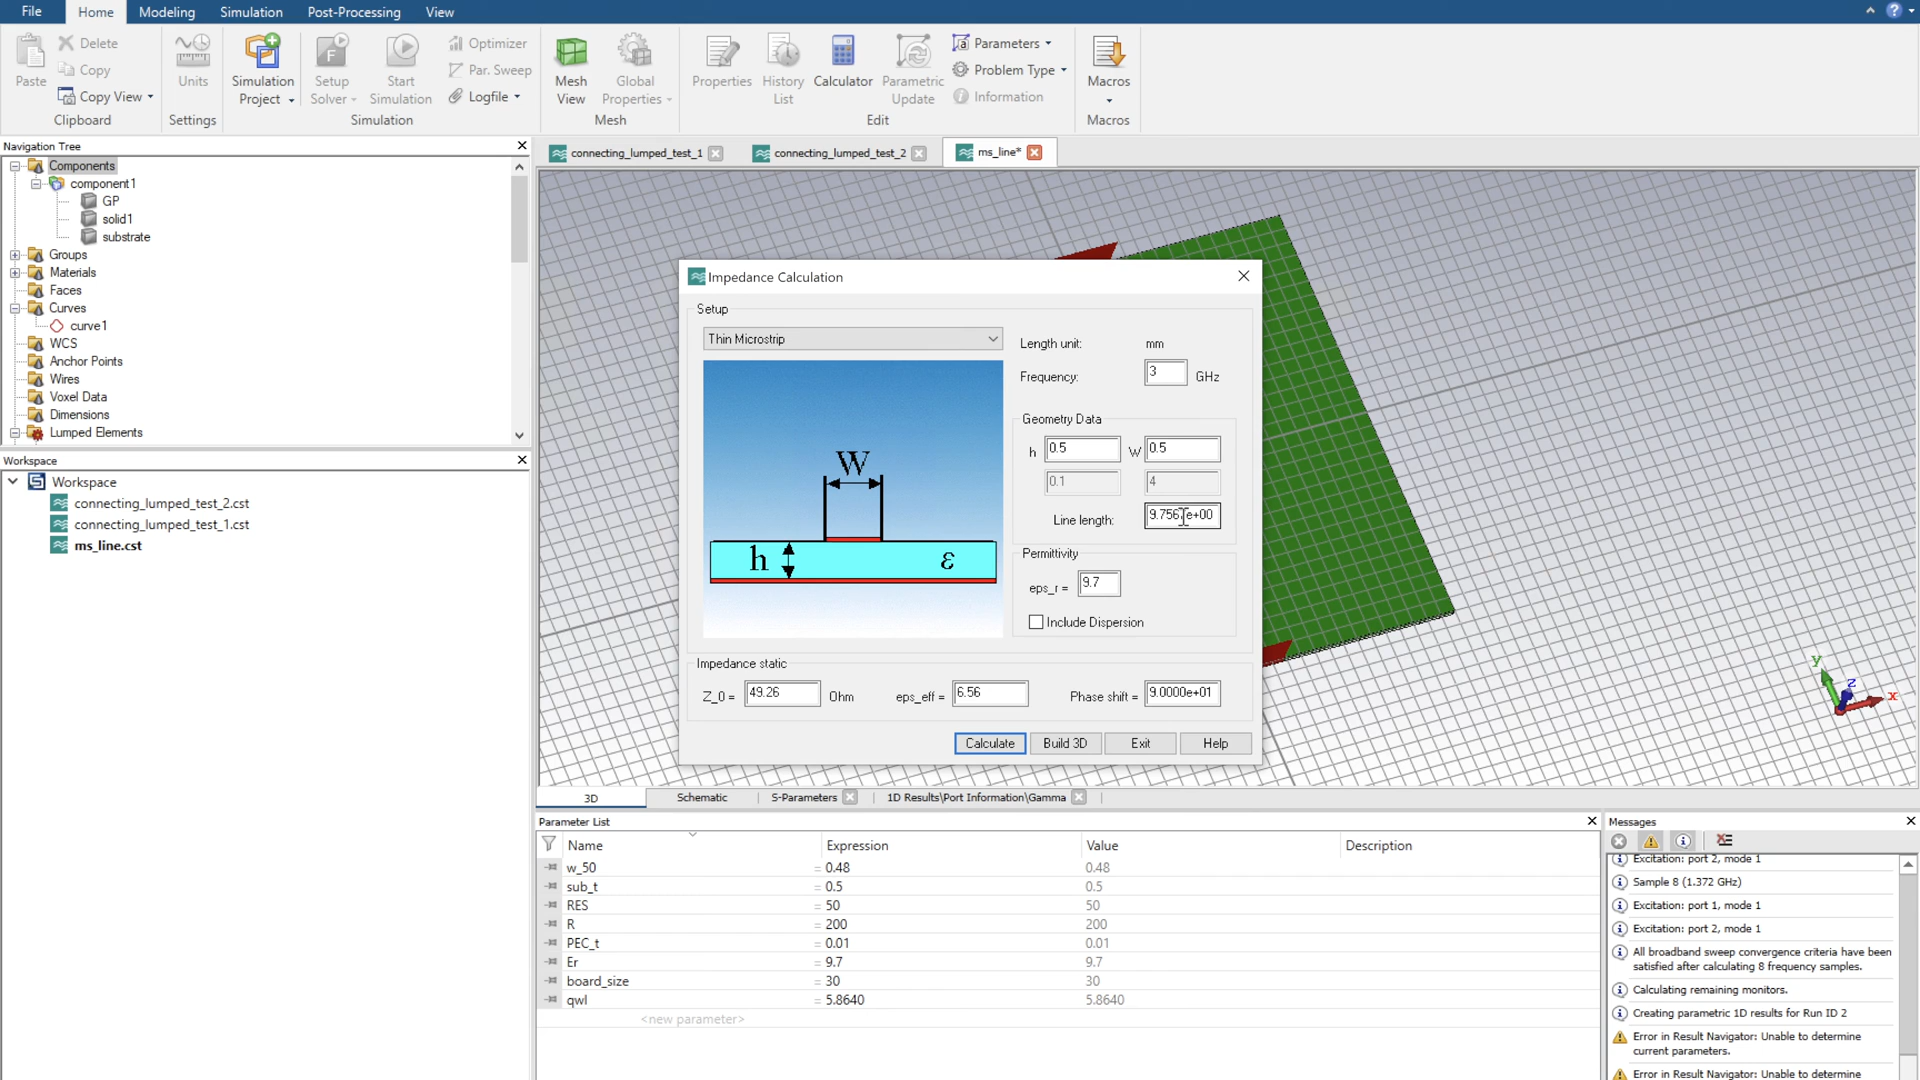 File Home Modeling Simulation Post-Processing View
Paste Delete Copy Copy View Clipboard
Units Settings
Simulation Project Setup Solver Start Simulation Optimizer Par. Sweep Logfile Simulation
Mesh View Global Properties Mesh
Properties History List Calculator Parametric Update Parameters Problem Type Information Edit
Macros Macros
Navigation Tree
Components
component1
GP
solid1
substrate
Groups
Materials
Faces
Curves
curve1
WCS
Anchor Points
Wires
Voxel Data
Dimensions
Lumped Elements
Workspace
Workspace
connecting_lumped_test_2.cst
connecting_lumped_test_1.cst
ms_line.cst
connecting_lumped_test_1 connecting_lumped_test_2 ms_line*
Impedance Calculation
Setup
Thin Microstrip
Length unit: mm
Frequency: 3 GHz
Geometry Data
h 0.5 W 0.5
0.1 4
Line length:
W
h ε
Permittivity
eps_r = 9.7
Include Dispersion
Impedance static
Z_0 = 49.26 Ohm eps_eff = 6.56 Phase shift = 9.0000e+01
Calculate Build 3D Exit Help
y z x
3D Schematic S-Parameters 1D Results\Port Information\Gamma
Parameter List
Name Expression Value Description
w_50 = 0.48 0.48
sub_t = 0.5 0.5
RES = 50 50
R = 200 200
PEC_t = 0.01 0.01
Er = 9.7 9.7
board_size = 30 30
qwl = 5.8640 5.8640
<new parameter>
Messages
Excitation: port 2, mode 1
Sample 8 (1.372 GHz)
Excitation: port 1, mode 1
Excitation: port 2, mode 1
All broadband sweep convergence criteria have been
satisfied after calculating 8 frequency samples.
Calculating remaining monitors.
Creating parametric 1D results for Run ID 2
Error in Result Navigator: Unable to determine
current parameters.
Error in Result Navigator: Unable to determine